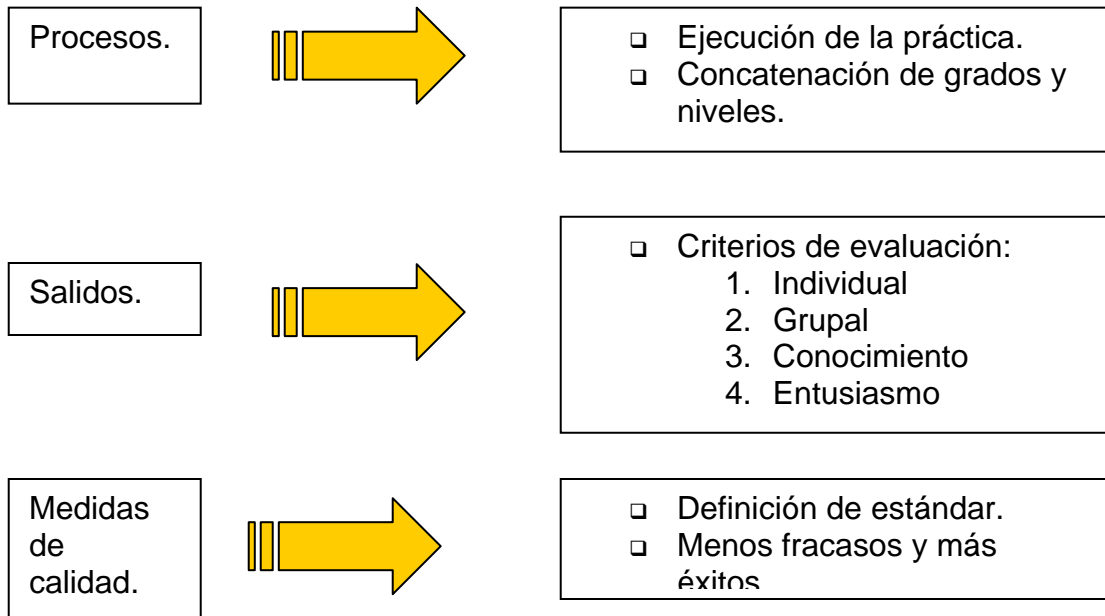 Procesos.
❑ Ejecución de la práctica.
❑ Concatenación de grados y
niveles.
Salidos.
❑ Criterios de evaluación:
1. Individual
2. Grupal
3. Conocimiento
4. Entusiasmo
Medidas
de
calidad.
❑ Definición de estándar.
❑ Menos fracasos y más
éxitos